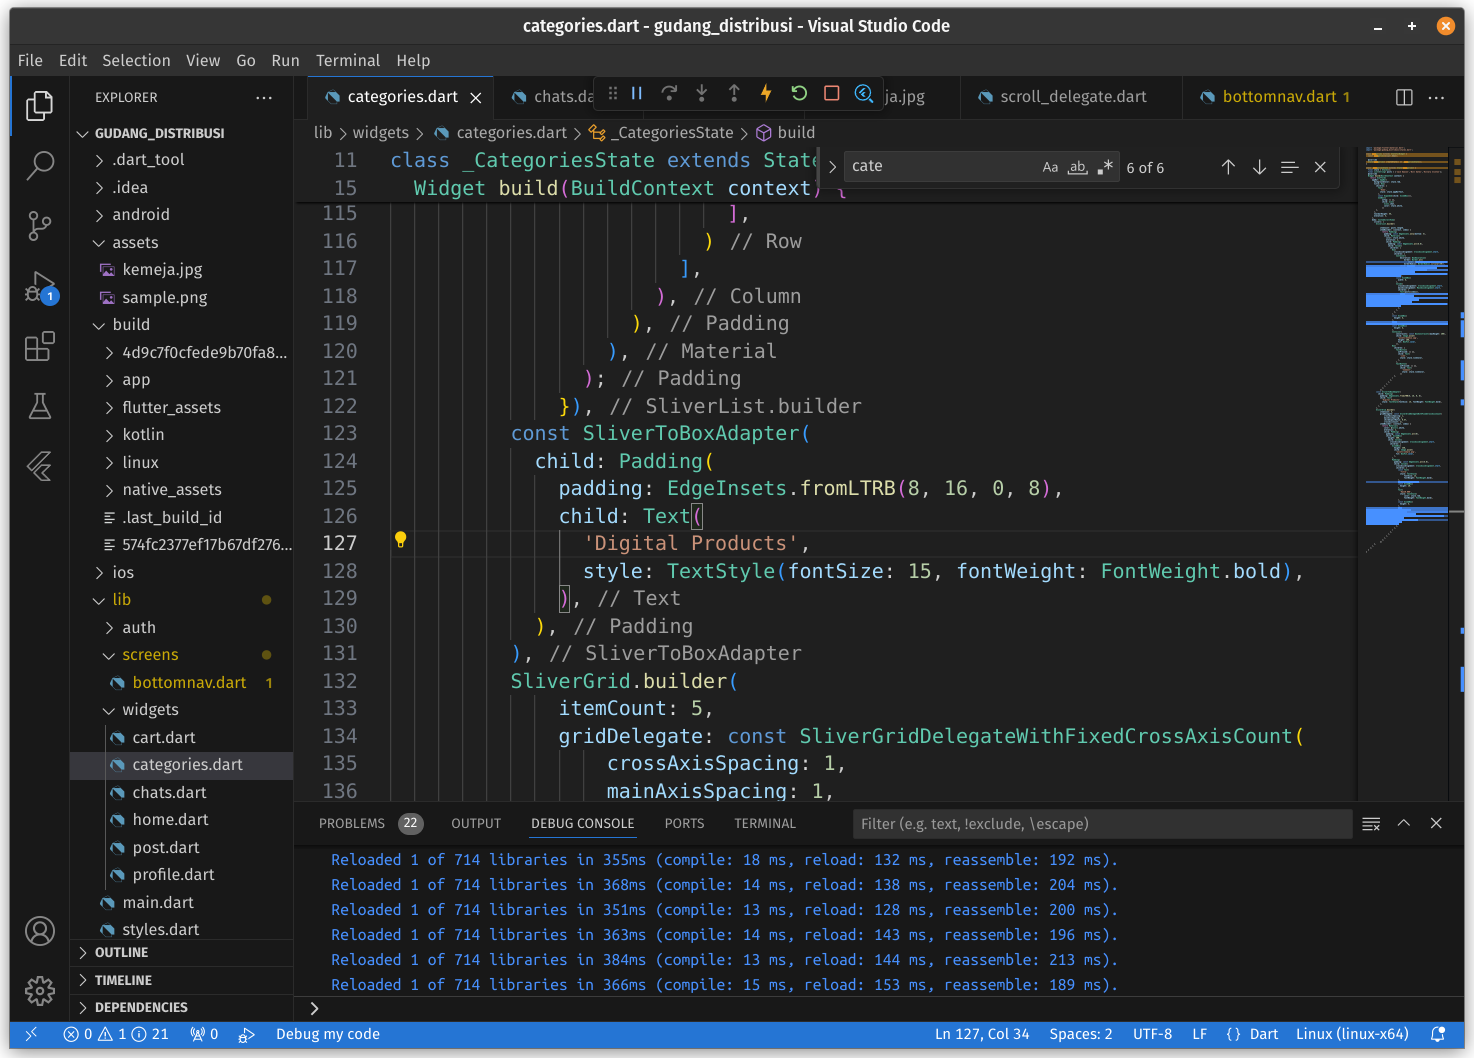 categories.dart - gudang_distribusi - Visual Studio Code
File Edit Selection View Go Run Terminal Help
EXPLORER
categories.dart
chats.da
ja.jpg
scroll_delegate.dart
bottomnav.dart 1
GUDANG_DISTRIBUSI
.dart_tool
.idea
android
assets
kemeja.jpg
sample.png
build
4d9c7f0cfede9b70fa8...
app
flutter_assets
kotlin
linux
native_assets
.last_build_id
574fc2377ef17b67df276...
ios
lib
auth
screens
bottomnav.dart 1
widgets
cart.dart
categories.dart
chats.dart
home.dart
post.dart
profile.dart
main.dart
styles.dart
OUTLINE
TIMELINE
DEPENDENCIES
1
lib > widgets > categories.dart > _CategoriesState > build
cate
Aa ab .*
6 of 6
11 class _CategoriesState extends State
15 Widget build(BuildContext context) {
115 ],
116 ) // Row
117 ],
118 ), // Column
119 ), // Padding
120 ), // Material
121 ); // Padding
122 }), // SliverList.builder
123 const SliverToBoxAdapter(
124 child: Padding(
125 padding: EdgeInsets.fromLTRB(8, 16, 0, 8),
126 child: Text(
127 'Digital Products',
128 style: TextStyle(fontSize: 15, fontWeight: FontWeight.bold),
129 ), // Text
130 ), // Padding
131 ), // SliverToBoxAdapter
132 SliverGrid.builder(
133 itemCount: 5,
134 gridDelegate: const SliverGridDelegateWithFixedCrossAxisCount(
135 crossAxisSpacing: 1,
136 mainAxisSpacing: 1,
PROBLEMS 22 OUTPUT DEBUG CONSOLE PORTS TERMINAL
Filter (e.g. text, !exclude, \escape)
Reloaded 1 of 714 libraries in 355ms (compile: 18 ms, reload: 132 ms, reassemble: 192 ms).
Reloaded 1 of 714 libraries in 368ms (compile: 14 ms, reload: 138 ms, reassemble: 204 ms).
Reloaded 1 of 714 libraries in 351ms (compile: 13 ms, reload: 128 ms, reassemble: 200 ms).
Reloaded 1 of 714 libraries in 363ms (compile: 14 ms, reload: 143 ms, reassemble: 196 ms).
Reloaded 1 of 714 libraries in 384ms (compile: 13 ms, reload: 144 ms, reassemble: 213 ms).
Reloaded 1 of 714 libraries in 366ms (compile: 15 ms, reload: 153 ms, reassemble: 189 ms).
0 1 21 0 Debug my code Ln 127, Col 34 Spaces: 2 UTF-8 LF {} Dart Linux (linux-x64)